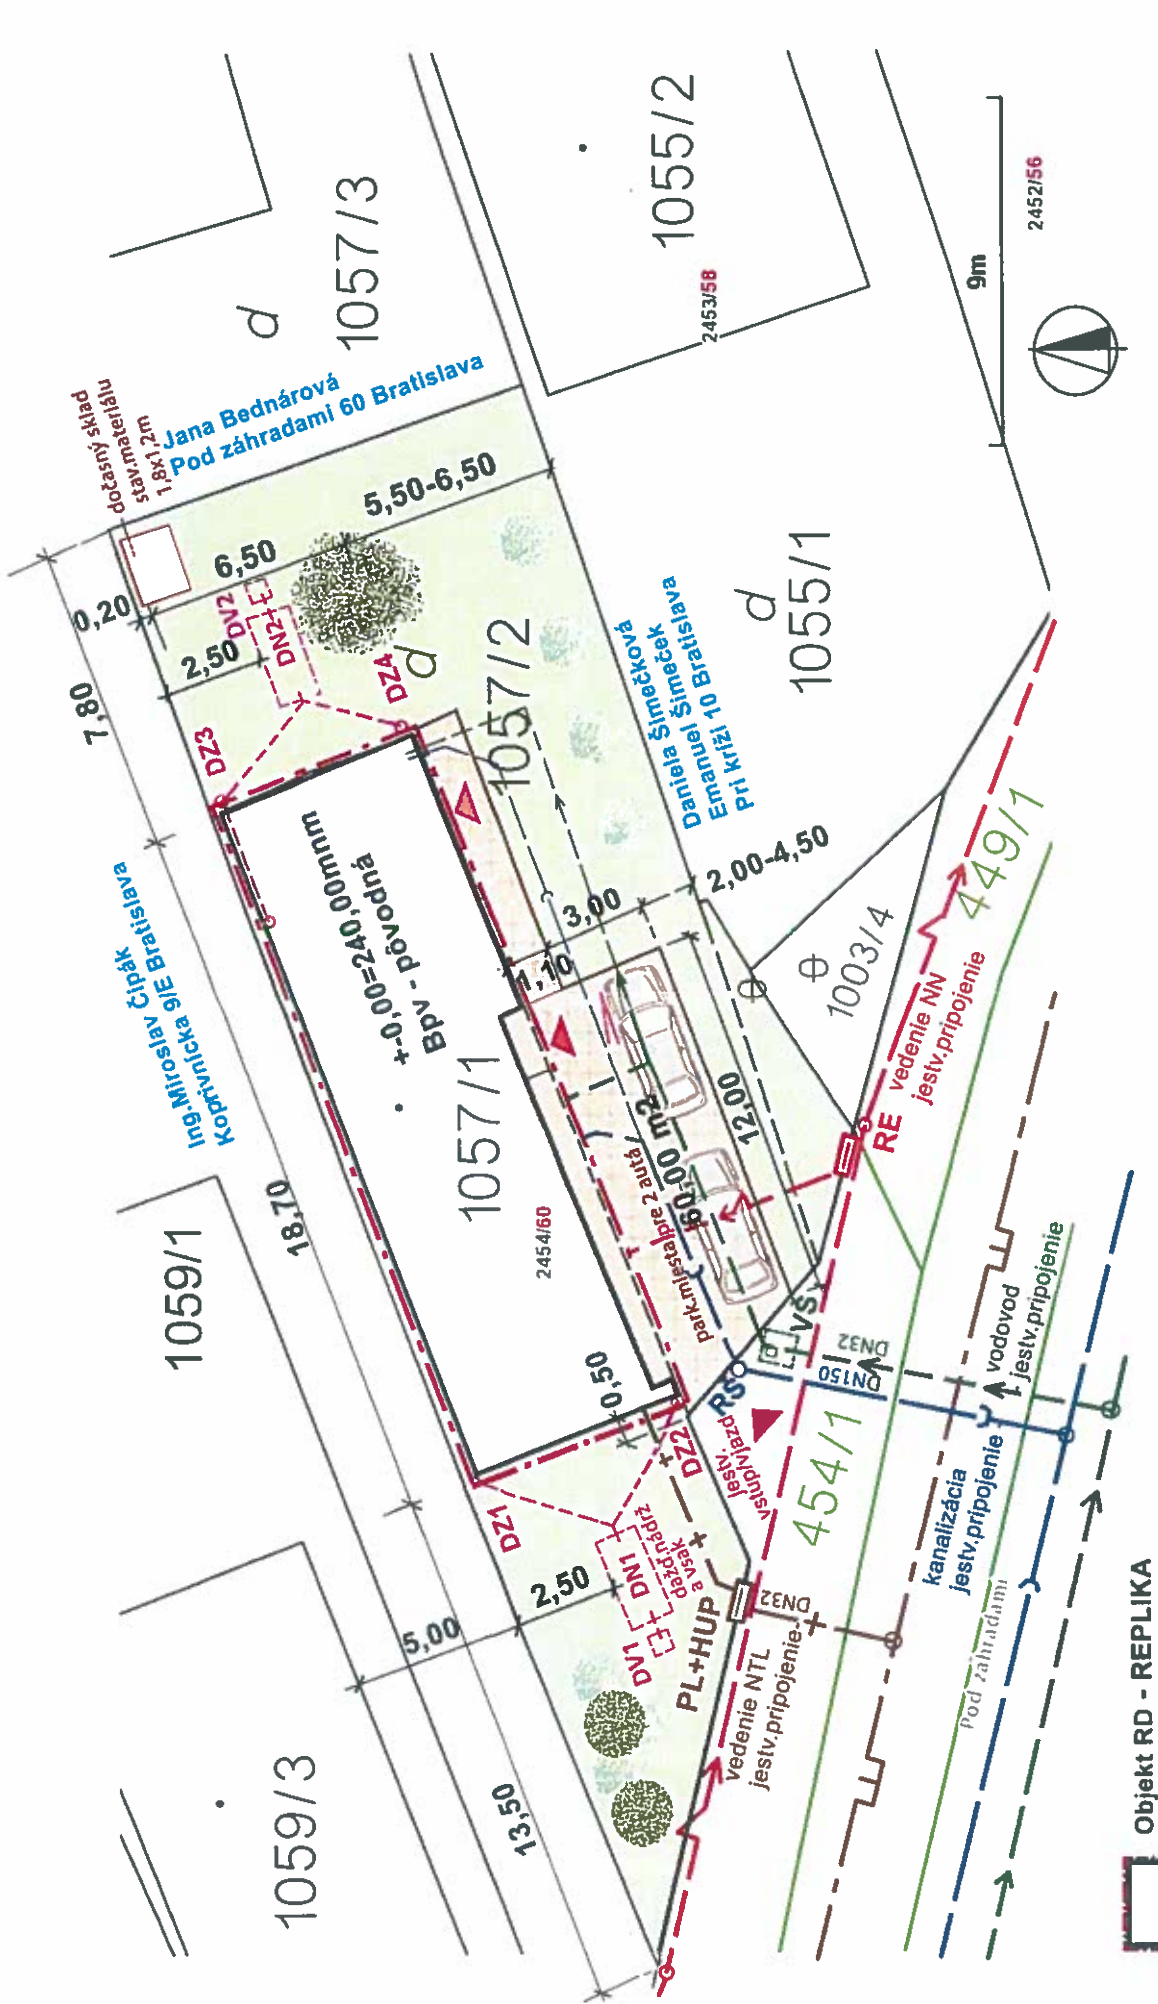 dočasný sklad
stav.materiálu
1,8x1,2m
Jana Bednárová
Pod záhradami 60 Bratislava
d
1057/3
1055/2
2453/58
9m
2452/56
7,80
0,20
6,50
5,50-6,50
2,50
DV2
DN2
DZ3
DZ4
d
1057/2
Daniela Šimečková
Emanuel Šimeček
Pri kríži 10 Bratislava
d
1055/1
Ing.Miroslav Čipák
Koprivnická 9/E Bratislava
+-0,00=240,00mnm
Bpv - pôvodná
1057/1
2454/60
1,10
3,00
2,00-4,50
12,00
park.miesta pre 2 autá/
60,00 m2
1003/4
449/1
RE
vedenie NN
jestv.pripojenie
1059/1
18,70
0,50
DZ1
DZ2
RŠ
VŠ
jestv.
vstup/vjazd
DN32
DN150
454/1
vodovod
jestv.pripojenie
kanalizácia
jestv.pripojenie
Pod záhradami
2,50
DV1
DN1
dažd.nádrž
a vsak
5,00
PL+HUP
DN32
vedenie NTL
jestv.pripojenie
1059/3
13,50
Objekt RD - REPLIKA